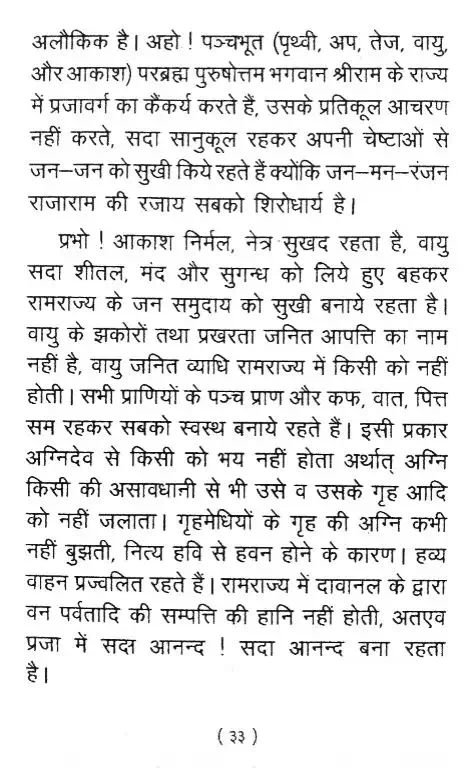 अलौकिक है। अहो ! पञ्चभूत (पृथ्वी, अप, तेज, वायु,
और आकाश) परब्रह्म पुरुषोत्तम भगवान श्रीराम के राज्य
में प्रजावर्ग का कैंकर्य करते हैं, उसके प्रतिकूल आचरण
नहीं करते, सदा सानुकूल रहकर अपनी चेष्टाओं से
जन–जन को सुखी किये रहते हैं क्योंकि जन–मन–रंजन
राजाराम की रजाय सबको शिरोधार्य है।
प्रभो ! आकाश निर्मल, नेत्र सुखद रहता है, वायु
सदा शीतल, मंद और सुगन्ध को लिये हुए बहकर
रामराज्य के जन समुदाय को सुखी बनाये रहता है।
वायु के झकोरों तथा प्रखरता जनित आपत्ति का नाम
नहीं है, वायु जनित व्याधि रामराज्य में किसी को नहीं
होती। सभी प्राणियों के पञ्च प्राण और कफ, वात, पित्त
सम रहकर सबको स्वस्थ बनाये रहते हैं। इसी प्रकार
अग्निदेव से किसी को भय नहीं होता अर्थात् अग्नि
किसी की असावधानी से भी उसे व उसके गृह आदि
को नहीं जलाता। गृहमेधियों के गृह की अग्नि कभी
नहीं बुझती, नित्य हवि से हवन होने के कारण। हव्य
वाहन प्रज्वलित रहते हैं। रामराज्य में दावानल के द्वारा
वन पर्वतादि की सम्पत्ति की हानि नहीं होती, अतएव
प्रजा में सदा आनन्द ! सदा आनन्द बना रहता
है।
( ३३ )